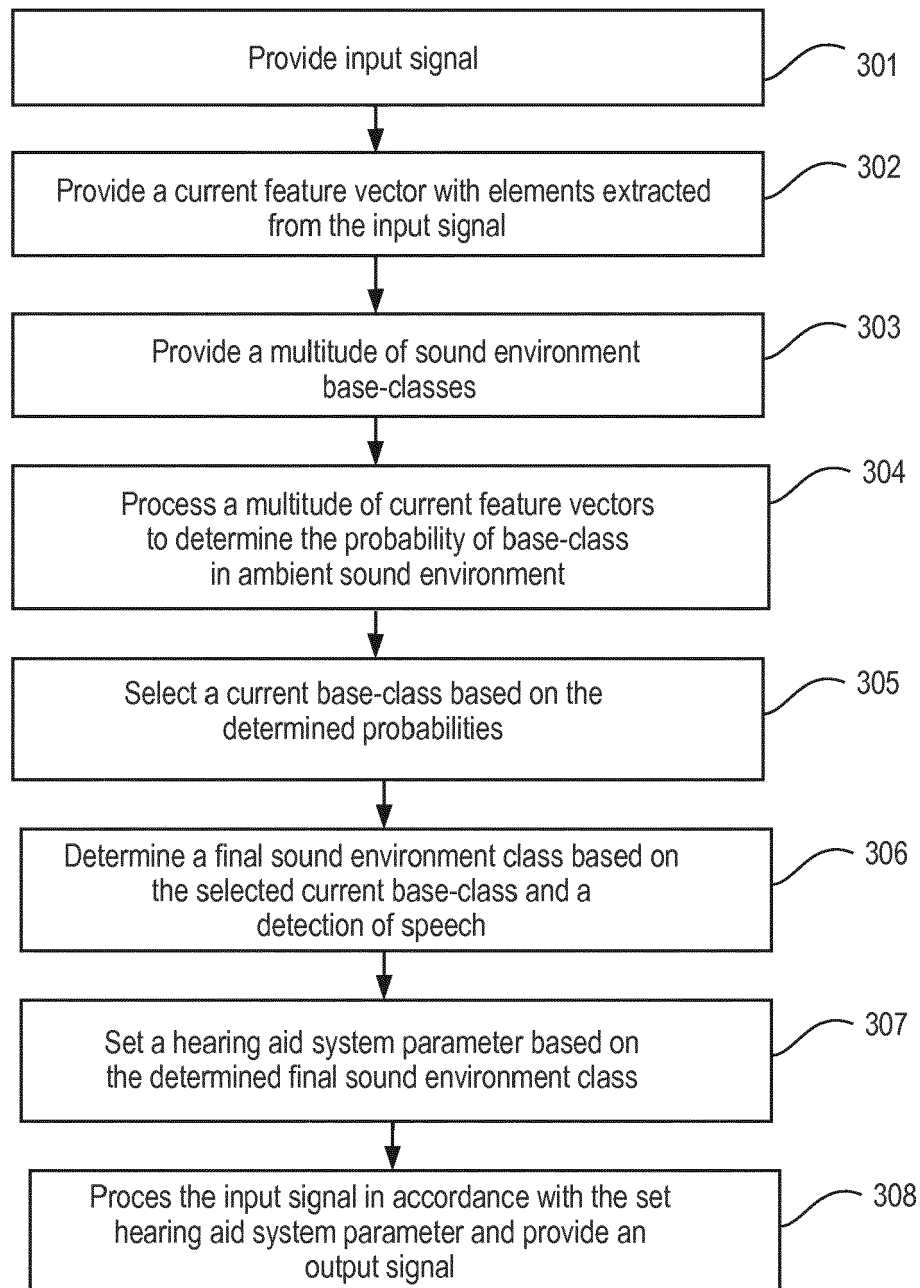 Provide input signal
301
Provide a current feature vector with elements extracted
from the input signal
302
Provide a multitude of sound environment
base-classes
303
Process a multitude of current feature vectors
to determine the probability of base-class
in ambient sound environment
304
Select a current base-class based on the
determined probabilities
305
Determine a final sound environment class based on
the selected current base-class and a
detection of speech
306
Set a hearing aid system parameter based on
the determined final sound environment class
307
Proces the input signal in accordance with the set
hearing aid system parameter and provide an
output signal
308